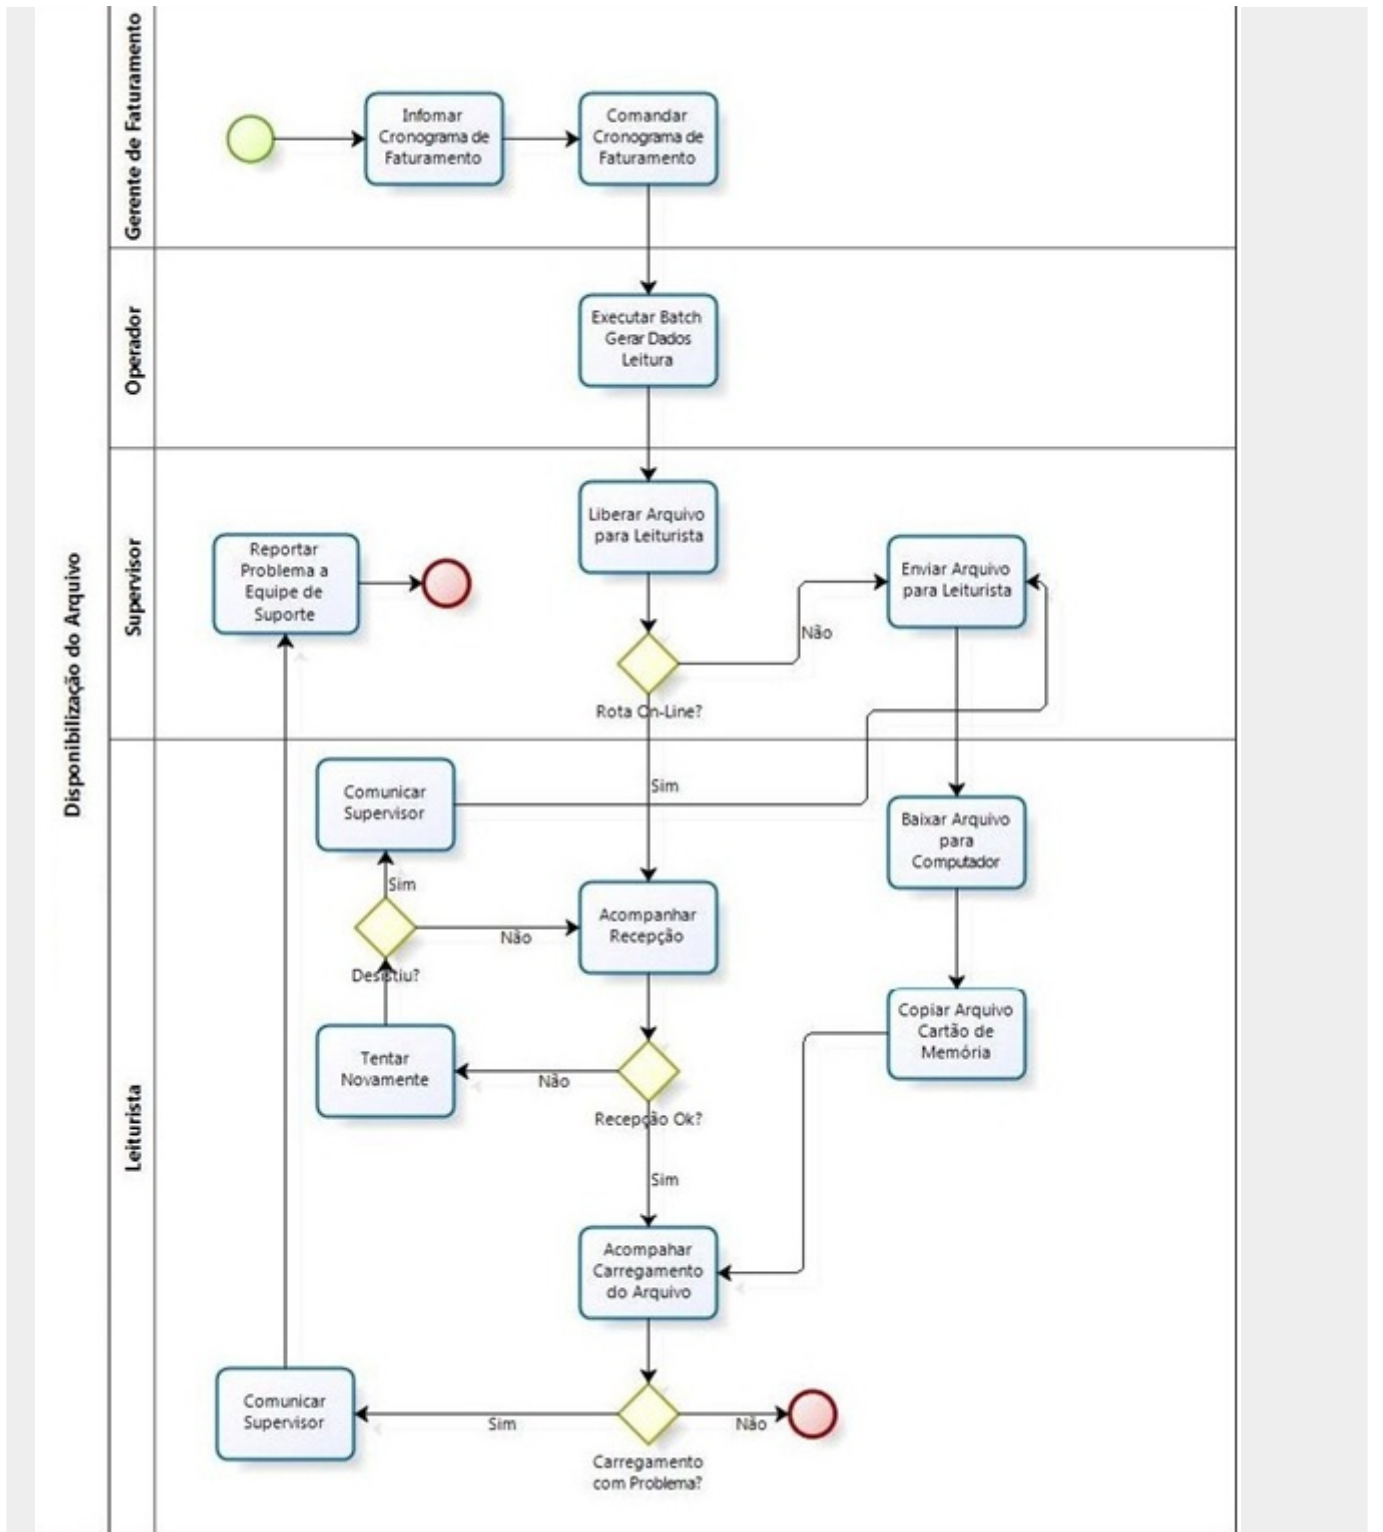 Disponibilização do Arquivo
Gerente de Faturamento
Infomar
Cronograma de
Faturamento
Comandar
Cronograma de
Faturamento
Operador
Executar Batch
Gerar Dados
Leitura
Supervisor
Liberar Arquivo
para Leiturista
Reportar
Problema a
Equipe de
Suporte
Enviar Arquivo
para Leiturista
Não
Rota On-Line?
Leiturista
Sim
Comunicar
Supervisor
Baixar Arquivo
para
Computador
Sim
Acompanhar
Recepção
Não
Desistiu?
Copiar Arquivo
Cartão de
Memória
Tentar
Novamente
Não
Recepção Ok?
Sim
Acompahar
Carregamento
do Arquivo
Comunicar
Supervisor
Sim
Não
Carregamento
com Problema?